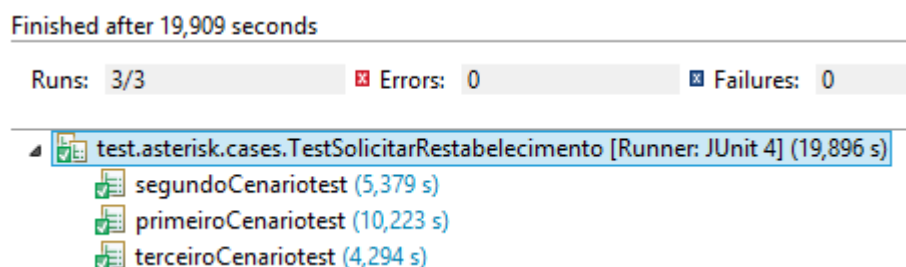 Finished after 19,909 seconds
Runs: 3/3 Errors: 0 Failures: 0
test.asterisk.cases.TestSolicitarRestabelecimento [Runner: JUnit 4] (19,896 s)
segundoCenariotest (5,379 s)
primeiroCenariotest (10,223 s)
terceiroCenariotest (4,294 s)